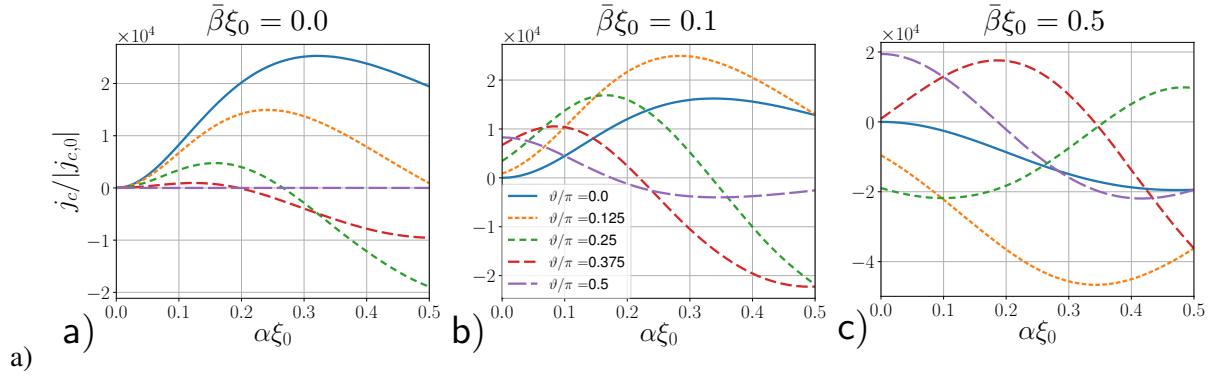 β̄ξ₀ = 0.0
β̄ξ₀ = 0.1
β̄ξ₀ = 0.5
×10⁴
2
1
0
−1
−2
j_c/|j_{c,0}|
0.0 0.1 0.2 0.3 0.4 0.5
αξ₀
a)
×10⁴
2
1
0
−1
−2
ϑ/π =0.0
ϑ/π =0.125
ϑ/π =0.25
ϑ/π =0.375
ϑ/π =0.5
0.0 0.1 0.2 0.3 0.4 0.5
αξ₀
b)
×10⁴
2
0
−2
−4
0.0 0.1 0.2 0.3 0.4 0.5
αξ₀
c)
a)